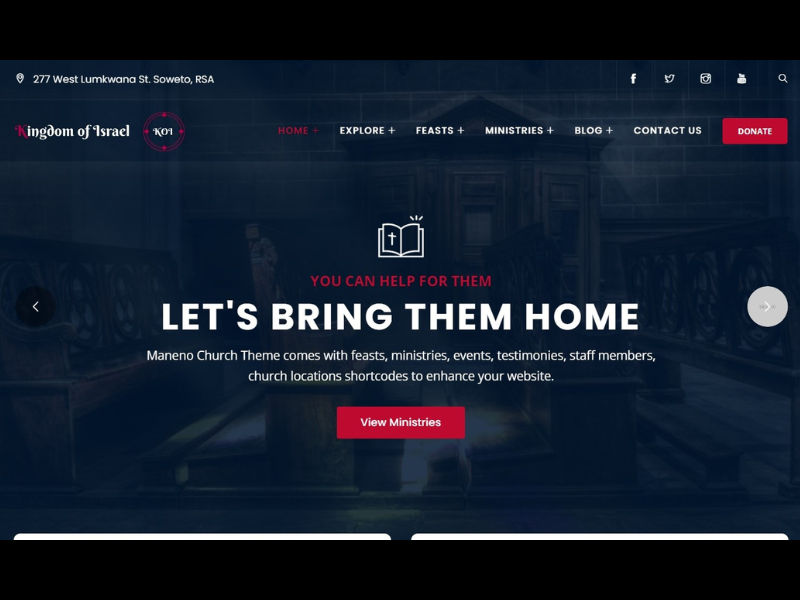 277 West Lumkwana St. Soweto, RSA
Kingdom of Israel KOI
HOME + EXPLORE + FEASTS + MINISTRIES + BLOG + CONTACT US DONATE
YOU CAN HELP FOR THEM
LET'S BRING THEM HOME
Maneno Church Theme comes with feasts, ministries, events, testimonies, staff members,
church locations shortcodes to enhance your website.
View Ministries